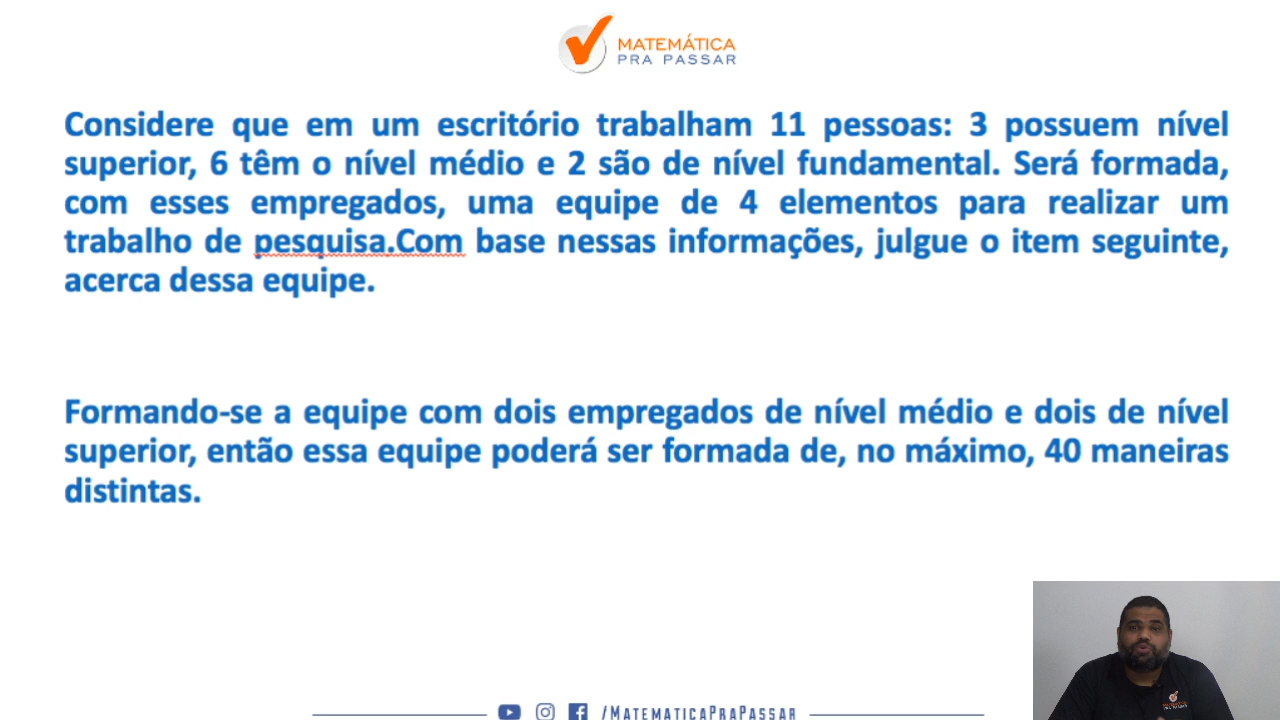 MATEMÁTICA
PRA PASSAR
Considere que em um escritório trabalham 11 pessoas: 3 possuem nível
superior, 6 têm o nível médio e 2 são de nível fundamental. Será formada,
com esses empregados, uma equipe de 4 elementos para realizar um
trabalho de pesquisa.Com base nessas informações, julgue o item seguinte,
acerca dessa equipe.
Formando-se a equipe com dois empregados de nível médio e dois de nível
superior, então essa equipe poderá ser formada de, no máximo, 40 maneiras
distintas.
MATEMÁTICA
PRA PASSAR
/MATEMATICAPRAPASSAR